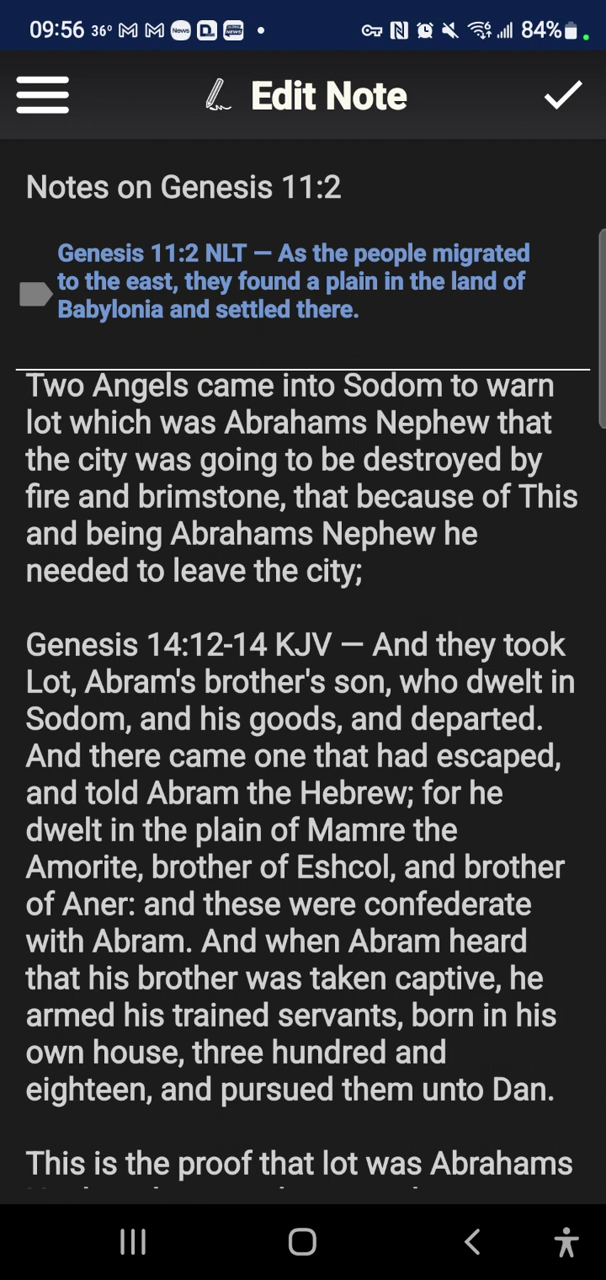 09:56 36° News D. NEWS 84%
Edit Note
Notes on Genesis 11:2
Genesis 11:2 NLT — As the people migrated
to the east, they found a plain in the land of
Babylonia and settled there.
Two Angels came into Sodom to warn
lot which was Abrahams Nephew that
the city was going to be destroyed by
fire and brimstone, that because of This
and being Abrahams Nephew he
needed to leave the city;
Genesis 14:12-14 KJV — And they took
Lot, Abram's brother's son, who dwelt in
Sodom, and his goods, and departed.
And there came one that had escaped,
and told Abram the Hebrew; for he
dwelt in the plain of Mamre the
Amorite, brother of Eshcol, and brother
of Aner: and these were confederate
with Abram. And when Abram heard
that his brother was taken captive, he
armed his trained servants, born in his
own house, three hundred and
eighteen, and pursued them unto Dan.
This is the proof that lot was Abrahams